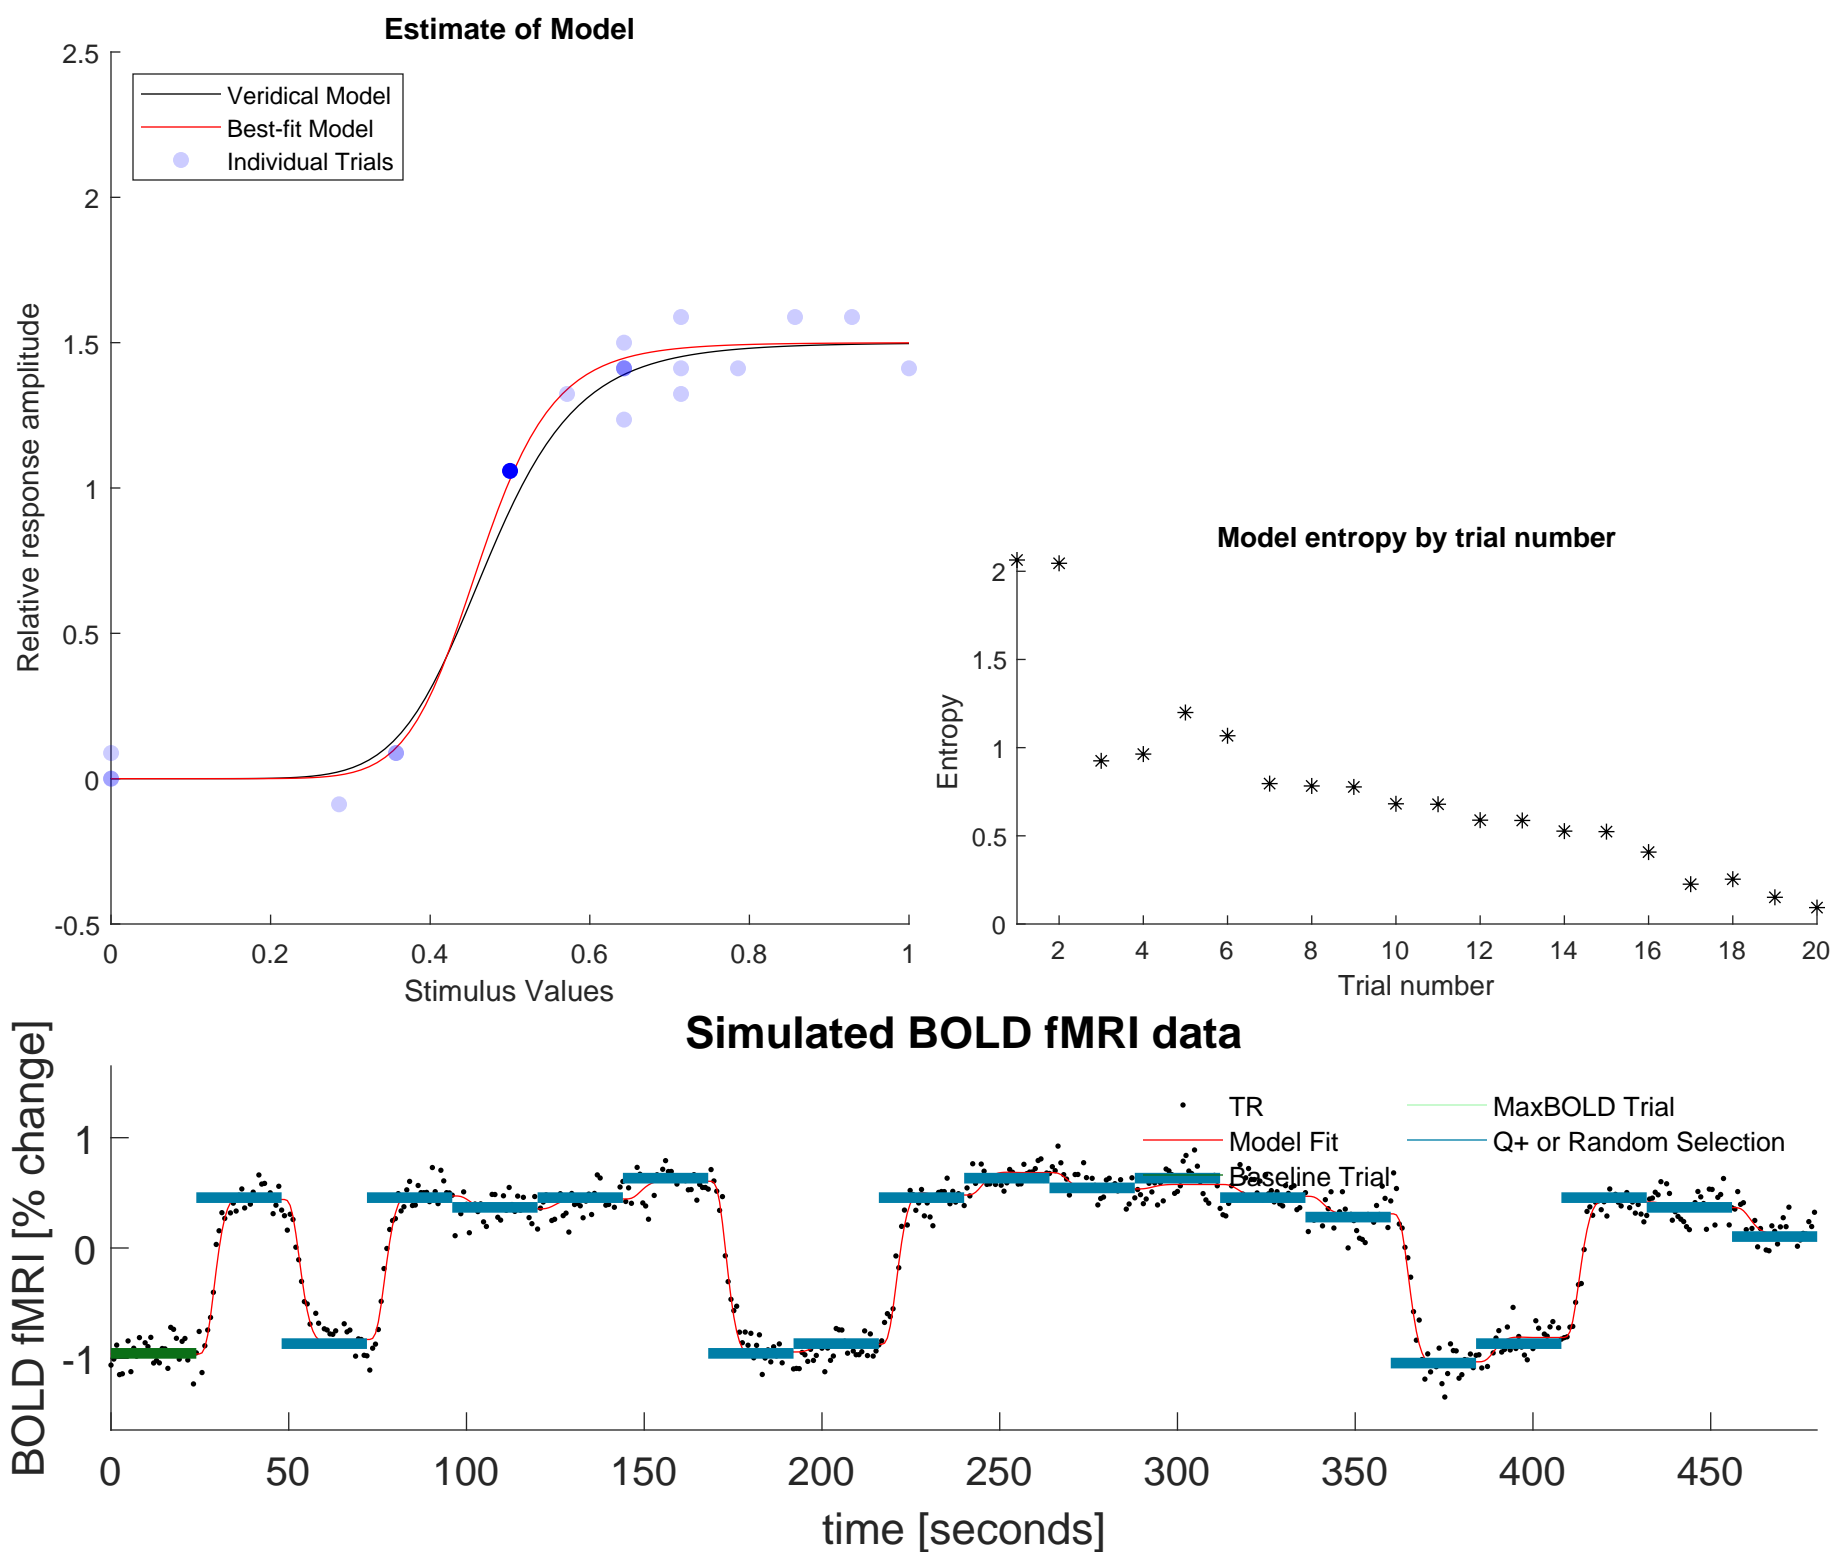 Estimate of Model
2.5
2
1.5
1
0.5
0
-0.5
Relative response amplitude
Veridical Model
Best-fit Model
Individual Trials
0 0.2 0.4 0.6 0.8 1
Stimulus Values
Model entropy by trial number
2
1.5
1
0.5
0
Entropy
2 4 6 8 10 12 14 16 18 20
Trial number
Simulated BOLD fMRI data
BOLD fMRI [% change]
1
0
-1
TR
Model Fit
Baseline Trial
MaxBOLD Trial
Q+ or Random Selection
0 50 100 150 200 250 300 350 400 450
time [seconds]